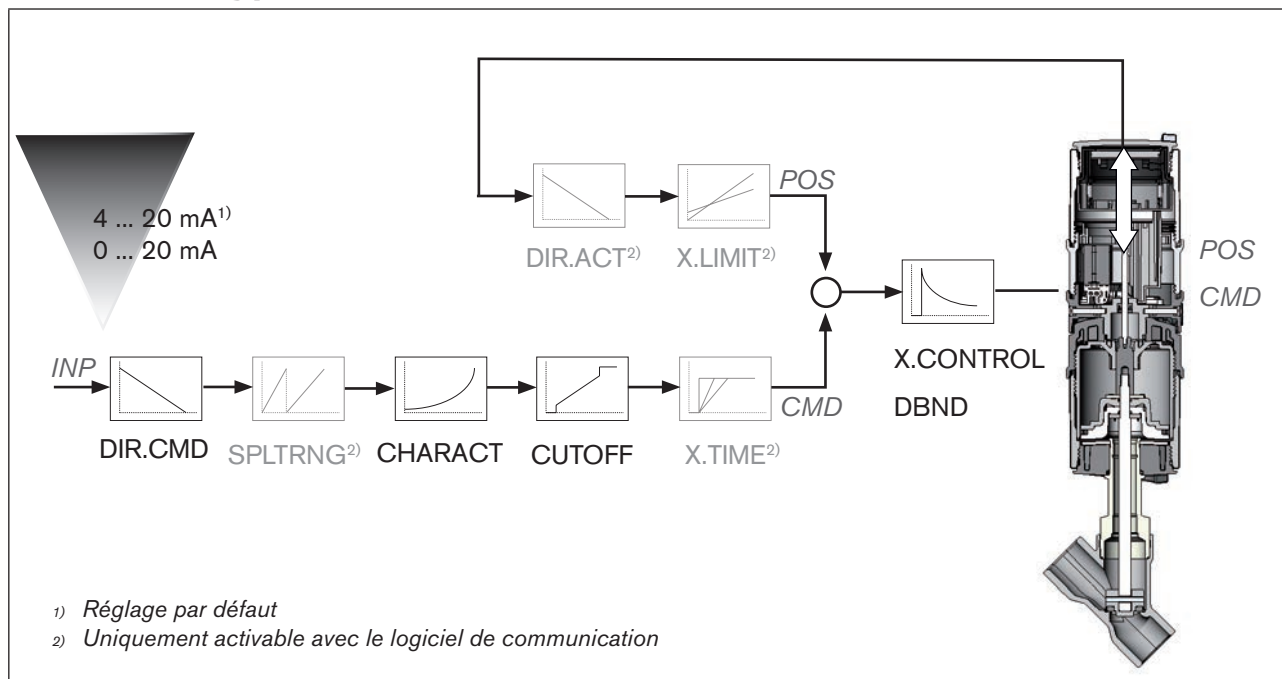 4 ... 20 mA1)
0 ... 20 mA
POS
DIR.ACT2) X.LIMIT2)
POS
CMD
INP
CMD
X.CONTROL
DBND
DIR.CMD SPLTRNG2) CHARACT CUTOFF X.TIME2)
1) Réglage par défaut
2) Uniquement activable avec le logiciel de communication